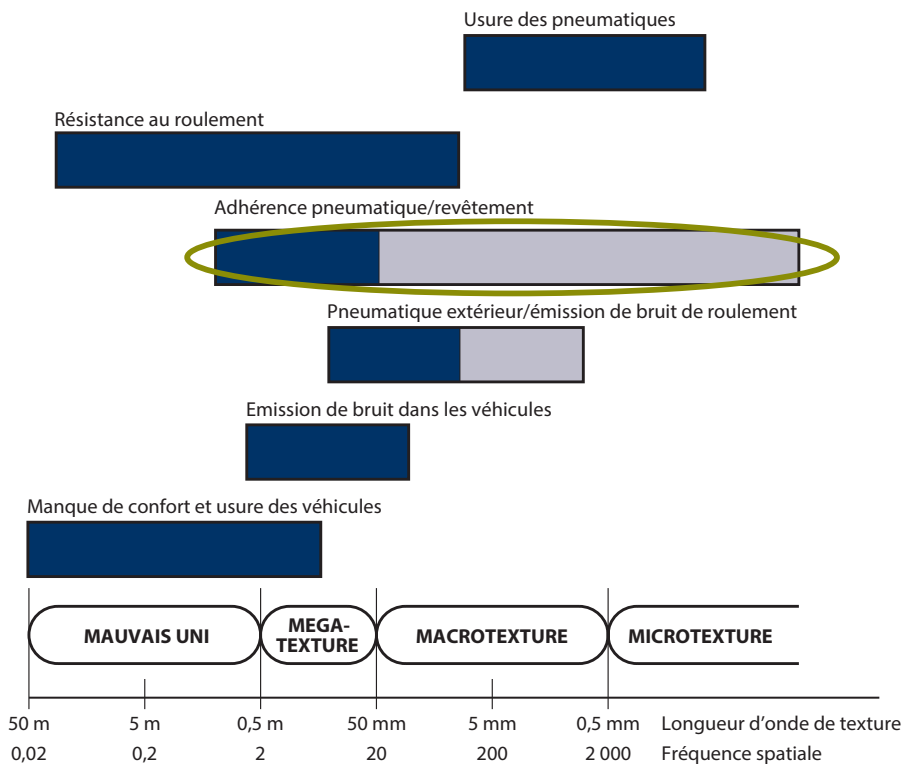 Usure des pneumatiques
Résistance au roulement
Adhérence pneumatique/revêtement
Pneumatique extérieur/émission de bruit de roulement
Emission de bruit dans les véhicules
Manque de confort et usure des véhicules
MAUVAIS UNI
MEGA-
TEXTURE
MACROTEXTURE
MICROTEXTURE
50 m 5 m 0,5 m 50 mm 5 mm 0,5 mm Longueur d'onde de texture
0,02 0,2 2 20 200 2 000 Fréquence spatiale